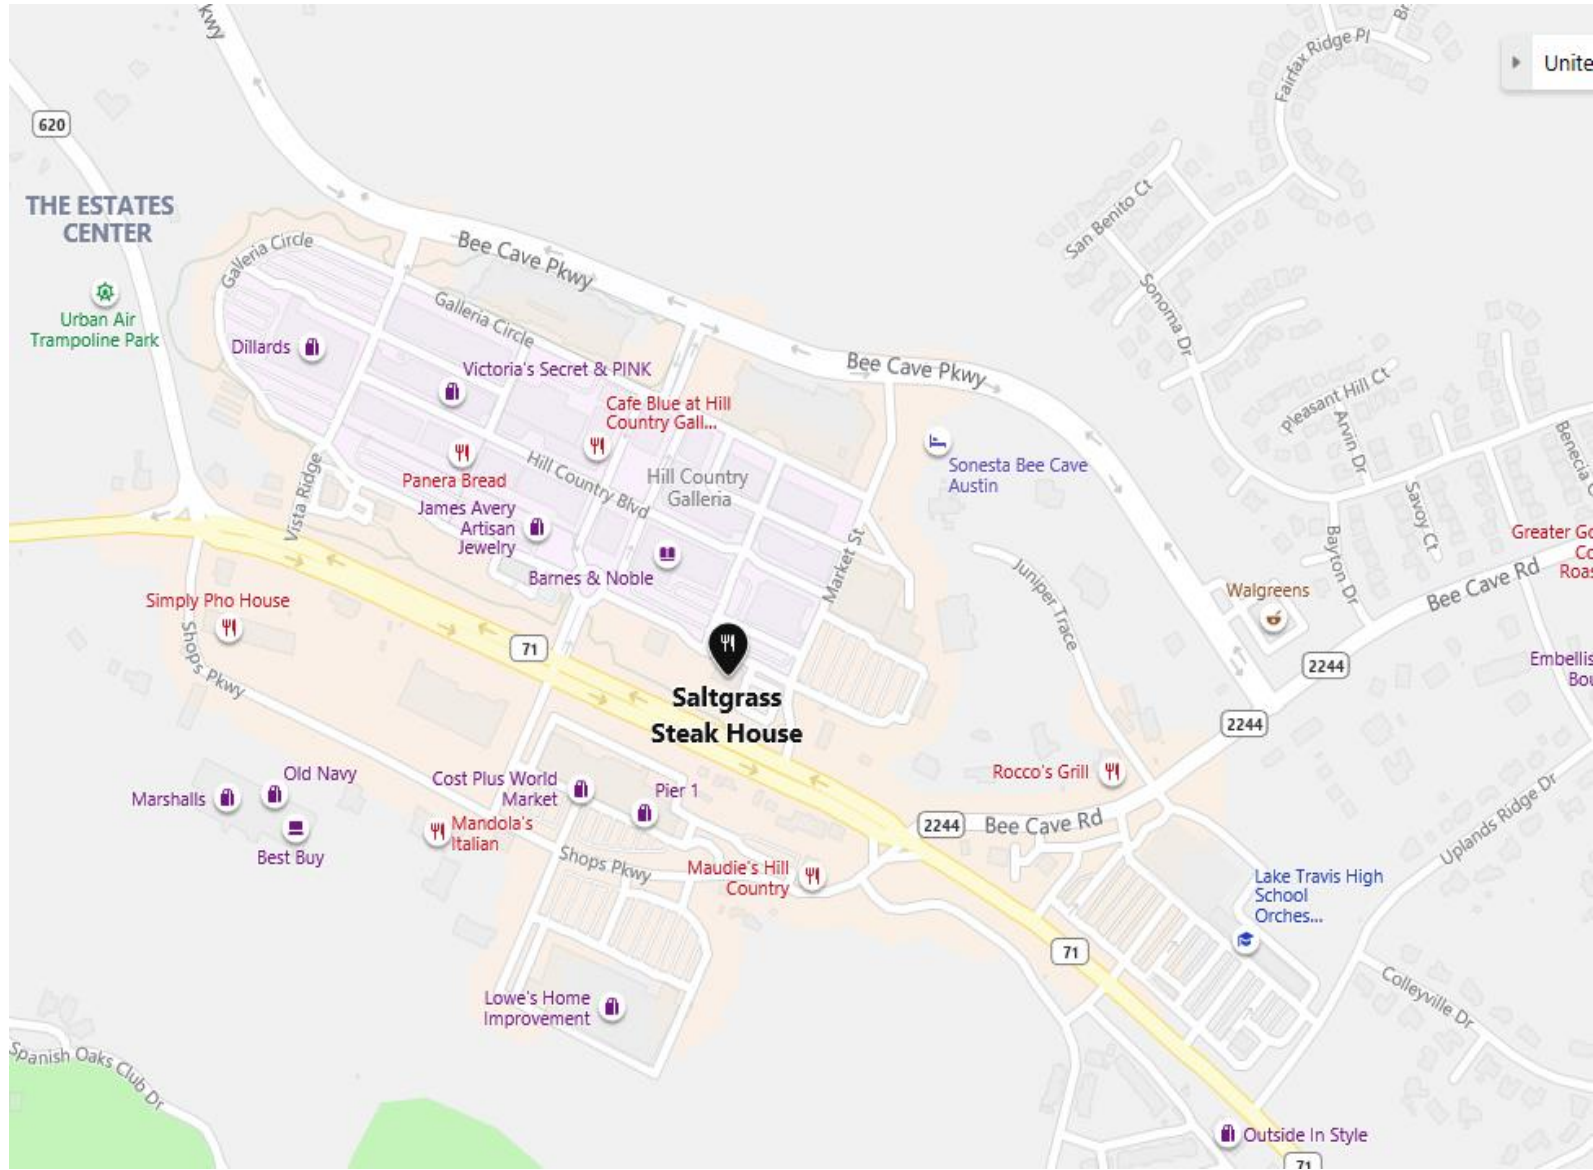 Pkwy
Fairfax Ridge Pl
Unite
620
THE ESTATES
CENTER
San Benito Ct
Galleria Circle
Bee Cave Pkwy
Urban Air
Trampoline Park
Galleria Circle
Sonoma Dr
Dillards
Victoria's Secret & PINK
Bee Cave Pkwy
Cafe Blue at Hill
Country Gall...
Pleasant Hill Ct
Arvin Dr
Benecia
Panera Bread
Hill Country Blvd
Hill Country
Galleria
Sonesta Bee Cave
Austin
Vista Ridge
James Avery
Artisan
Jewelry
Savoy Ct
Bayton Dr
Greater Go
Co
Roas
Barnes & Noble
Market St
Juniper Trace
Walgreens
Bee Cave Rd
Simply Pho House
Shops Pkwy
71
2244
Embellis
Bou
Saltgrass
Steak House
2244
Old Navy
Marshalls
Cost Plus World
Market
Pier 1
Rocco's Grill
Best Buy
Mandola's
Italian
2244
Bee Cave Rd
Uplands Ridge Dr
Shops Pkwy
Maudie's Hill
Country
Lake Travis High
School
Orches...
71
Colleyville Dr
Lowe's Home
Improvement
Spanish Oaks Club Dr
Outside In Style
71